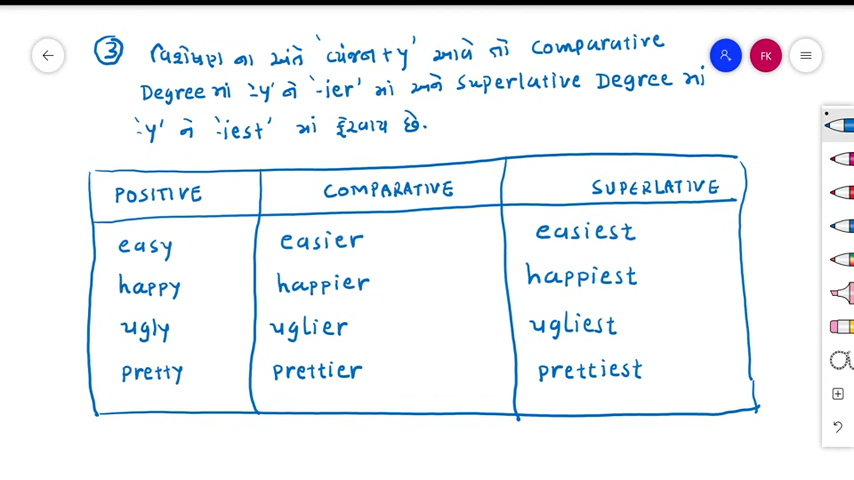 ③ વિશેષણ ના અંતે 'વ્યંજન+y' આવે તો Comparative
Degree માં '-y' ને '-ier' માં અને Superlative Degree માં
'-y' ને '-iest' માં ફેરવાય છે.
FK
POSITIVE COMPARATIVE SUPERLATIVE
easy easier easiest
happy happier happiest
ugly uglier ugliest
pretty prettier prettiest